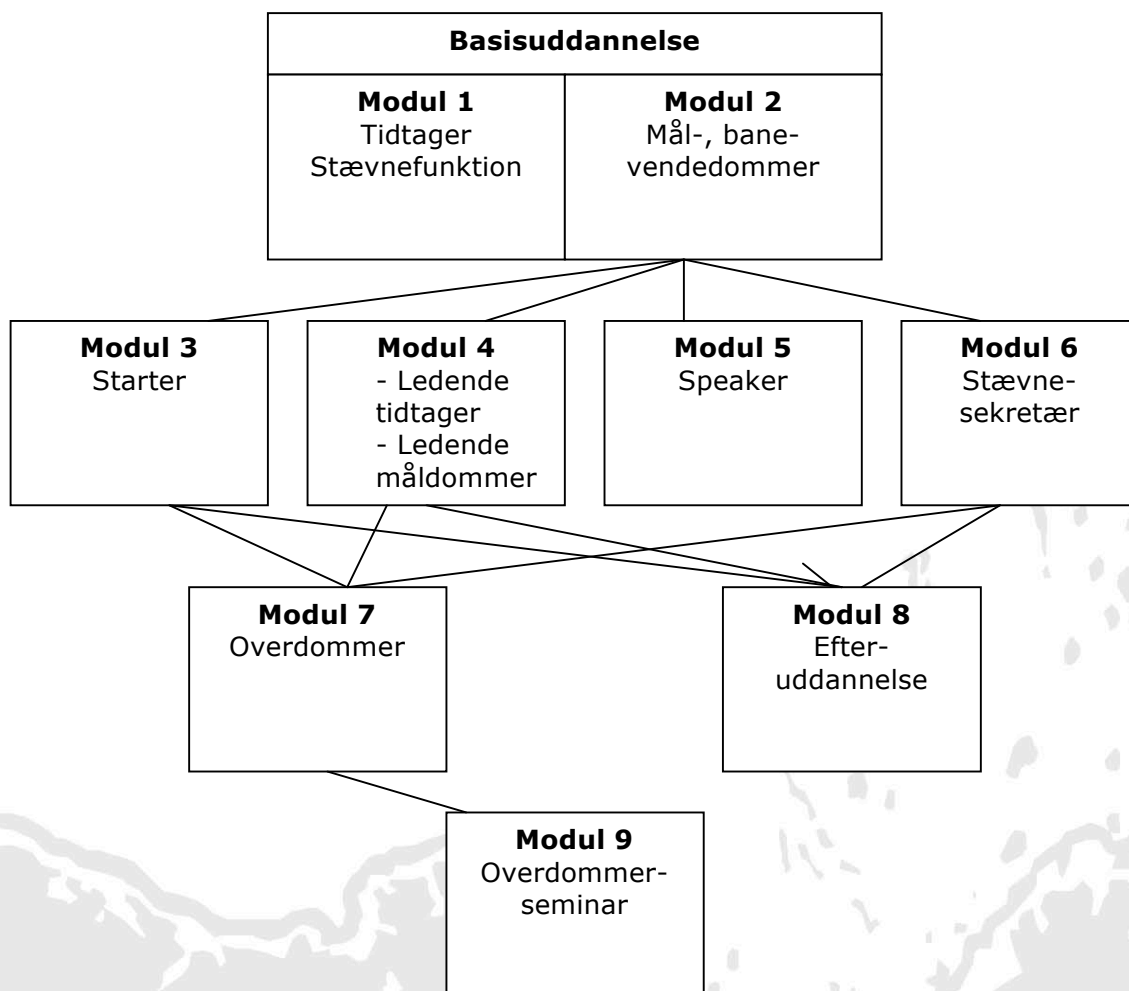 Basisuddannelse
Modul 1
Tidtager
Stævnefunktion
Modul 2
Mål-, bane-
vendedommer
Modul 3
Starter
Modul 4
- Ledende
tidtager
- Ledende
måldommer
Modul 5
Speaker
Modul 6
Stævne-
sekretær
Modul 7
Overdommer
Modul 8
Efter-
uddannelse
Modul 9
Overdommer-
seminar